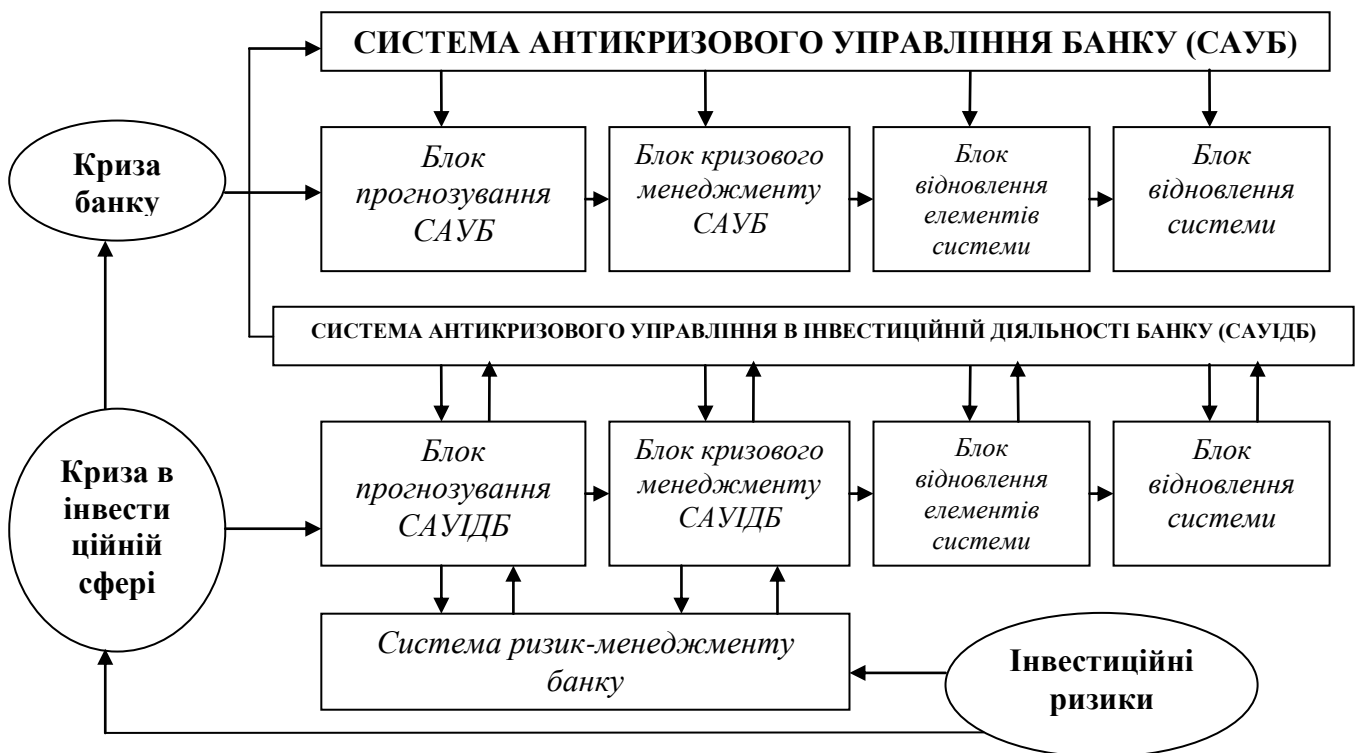 СИСТЕМА АНТИКРИЗОВОГО УПРАВЛІННЯ БАНКУ (САУБ)
Криза
банку
Блок
прогнозування
САУБ
Блок кризового
менеджменту
САУБ
Блок
відновлення
елементів
системи
Блок
відновлення
системи
СИСТЕМА АНТИКРИЗОВОГО УПРАВЛІННЯ В ІНВЕСТИЦІЙНІЙ ДІЯЛЬНОСТІ БАНКУ (САУІДБ)
Криза в
інвести
ційній
сфері
Блок
прогнозування
САУІДБ
Блок кризового
менеджменту
САУІДБ
Блок
відновлення
елементів
системи
Блок
відновлення
системи
Система ризик-менеджменту
банку
Інвестиційні
ризики